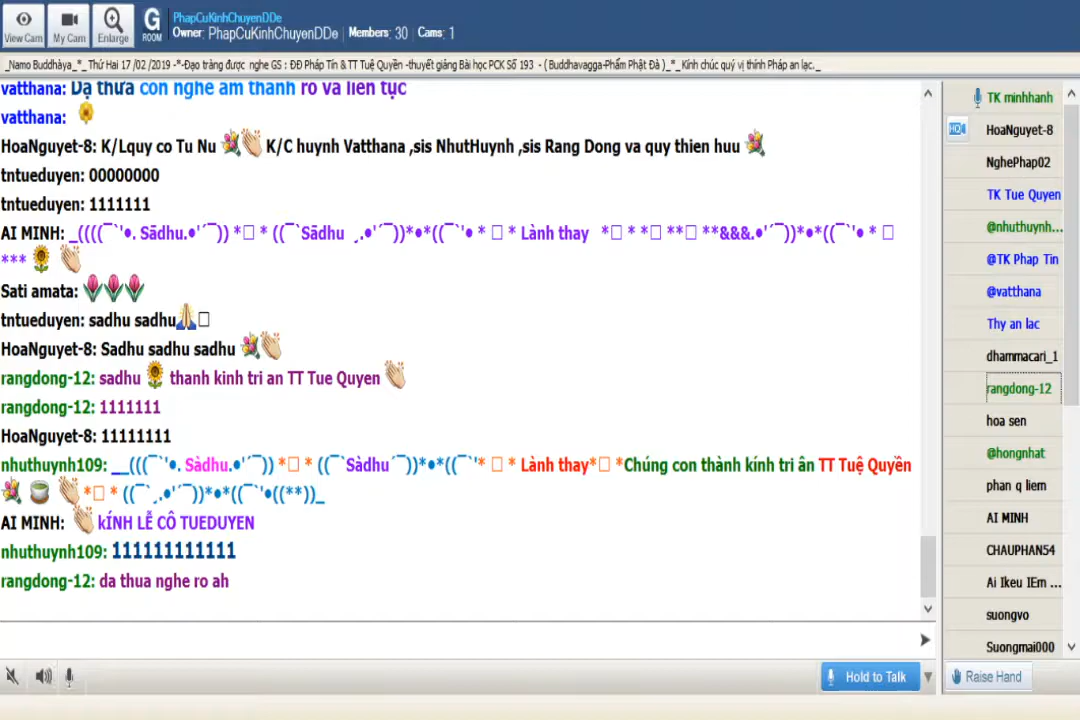 PhapCuKinhChuyenDDe
G
ROOM
Owner: PhapCuKinhChuyenDDe | Members: 30 | Cams: 1
View Cam
My Cam
Enlarge
_Namo Buddhàya_*_ Thứ Hai 17 /02 /2019 -*-Đạo tràng được nghe GS : ĐĐ Pháp Tín & TT Tuệ Quyền -thuyết giảng Bài học PCK Số 193 - ( Buddhavagga-Phẩm Phật Đà )_*_ Kính chúc quý vị thính Pháp an lạc._
vatthana: Dạ thưa con nghe âm thanh rõ và liên tục
vatthana:
HoaNguyet-8: K/Lquy co Tu Nu K/C huynh Vatthana ,sis NhutHuynh ,sis Rang Dong va quy thien huu
tntueduyen: 00000000
tntueduyen: 1111111
AI MINH: _((((¯`'•. Sādhu.•'´¯)) *□ * ((¯`Sādhu ¸.•'´¯))*•*((¯`'• * □ * Lành thay *□ * *□ **□ **&&&.•'´¯))*•*((¯`'• * □
***
Sati amata:
tntueduyen: sadhu sadhu □
HoaNguyet-8: Sadhu sadhu sadhu
rangdong-12: sadhu thanh kinh tri an TT Tue Quyen
rangdong-12: 1111111
HoaNguyet-8: 11111111
nhuthuynh109: __(((¯`'•. Sàdhu.•'´¯)) *□ * ((¯`Sàdhu´¯))*•*((¯`'* □ * Lành thay*□ *Chúng con thành kính tri ân TT Tuệ Quyền
*□ * ((¯`¸.•'´¯))*•*((¯`'•((**))_
AI MINH: kÍNH LỄ CÔ TUEDUYEN
nhuthuynh109: 111111111111
rangdong-12: da thua nghe ro ah
TK minhhanh
HD
HoaNguyet-8
NghePhap02
TK Tue Quyen
@nhuthuynh...
@TK Phap Tin
@vatthana
Thy an lac
dhammacari_1
rangdong-12
hoa sen
@hongnhat
phan q liem
AI MINH
CHAUPHAN54
Ai Ikeu IEm ...
suongvo
Suongmai000
Hold to Talk
Raise Hand